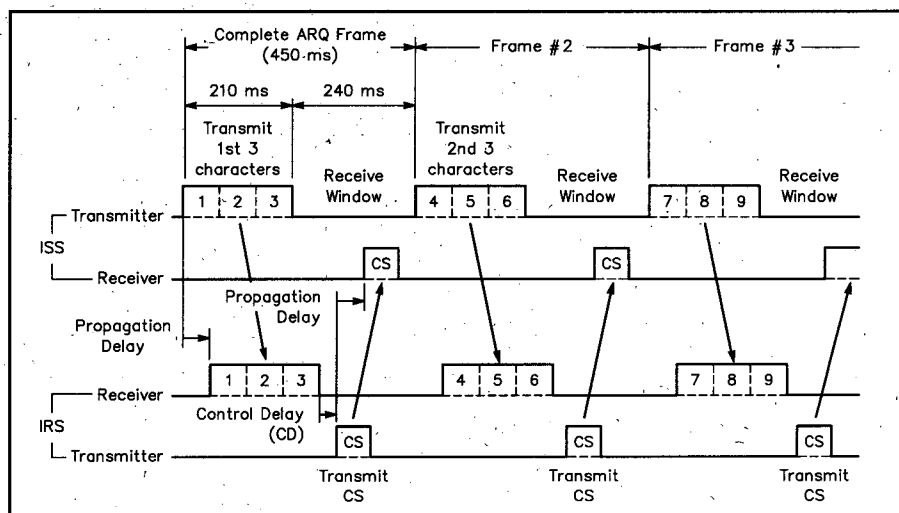 Complete ARQ Frame
(450 ms)
Frame #2
Frame #3
210 ms
240 ms
Transmit
1st 3
characters
Receive
Window
Transmit
2nd 3
characters
Receive
Window
Receive
Window
1 2 3
4 5 6
7 8 9
Transmitter
ISS
CS
CS
Receiver
Propagation
Delay
Propagation
Delay
1 2 3
4 5 6
7 8 9
Receiver
IRS
Control Delay
(CD)
CS
CS
CS
Transmitter
Transmit
CS
Transmit
CS
Transmit
CS